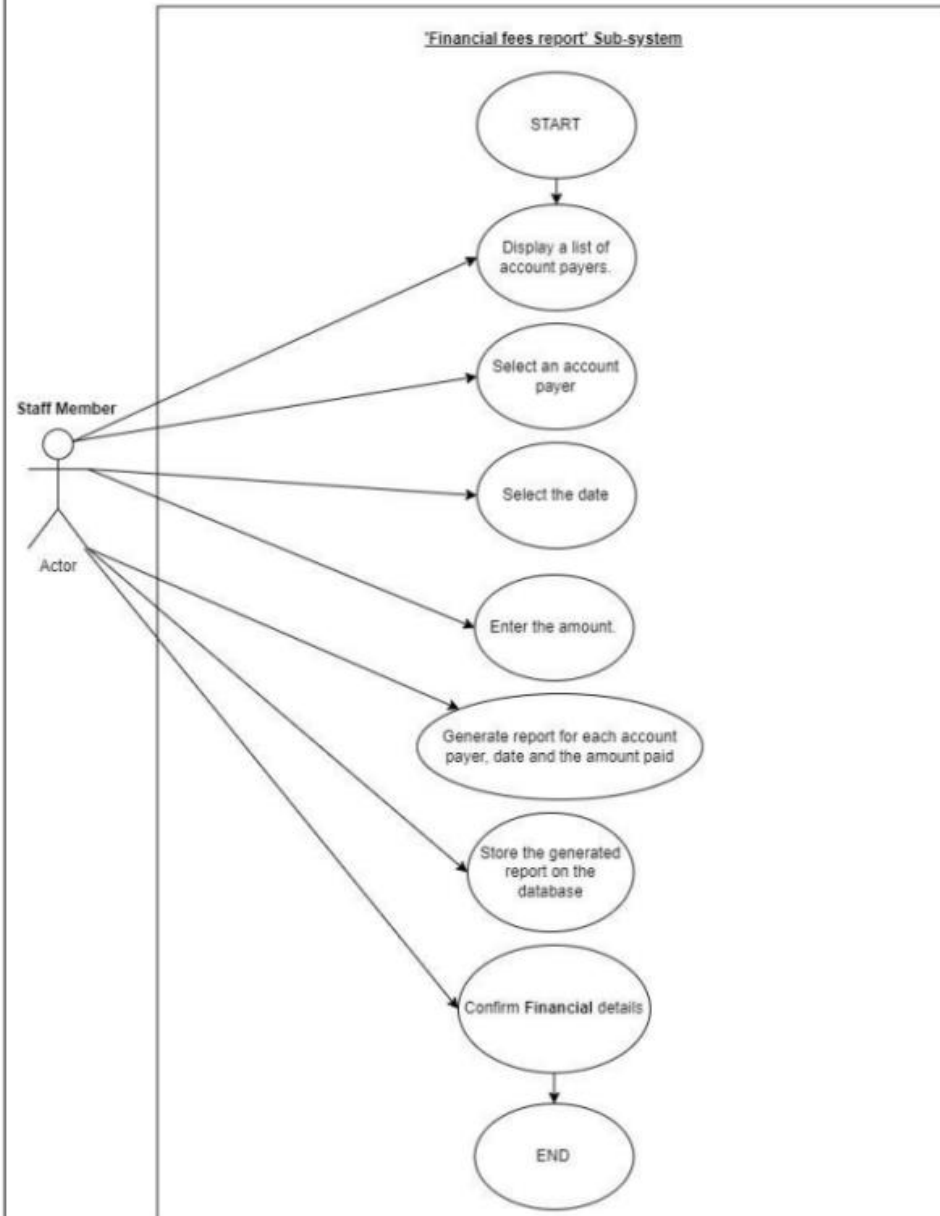 'Financial fees report' Sub-system
START
Display a list of
account payers.
Select an account
payer
Staff Member
Select the date
Actor
Enter the amount.
Generate report for each account
payer, date and the amount paid
Store the generated
report on the
database
Confirm Financial details
END